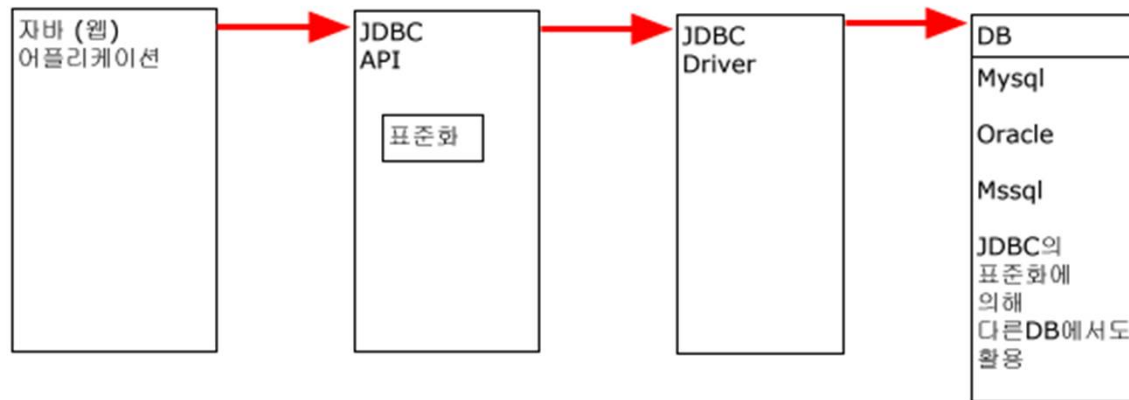 자바 (웹)
어플리케이션
JDBC
API
표준화
JDBC
Driver
DB
Mysql
Oracle
Mssql
JDBC의
표준화에
의해
다른DB에서도
활용